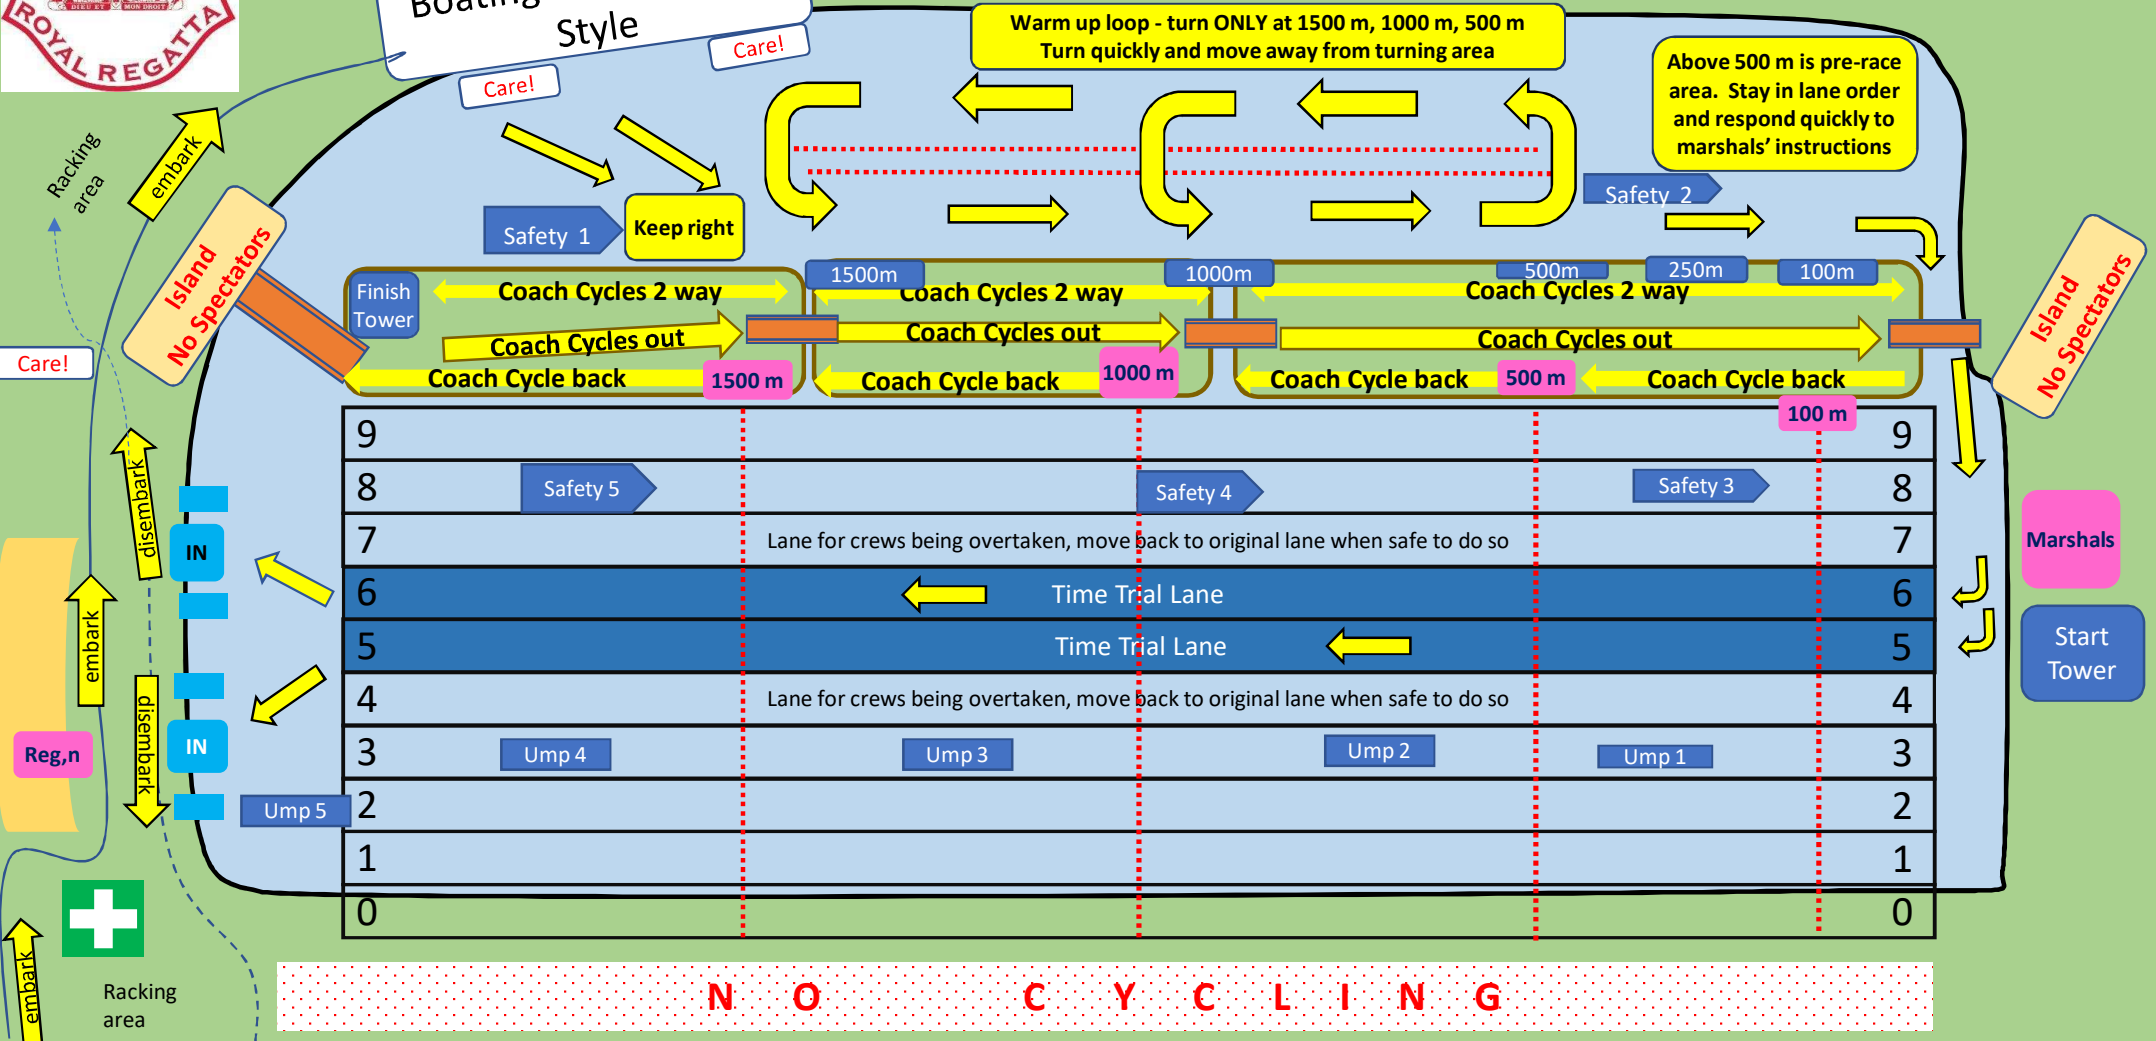 DIEU ET MON DROIT
ROYAL REGATTA
Boating
Style
Care!
Care!
Warm up loop - turn ONLY at 1500 m, 1000 m, 500 m
Turn quickly and move away from turning area
Above 500 m is pre-race
area. Stay in lane order
and respond quickly to
marshals' instructions
Racking
area
embark
Island
No Spectators
Safety 1
Keep right
Safety 2
Island
No Spectators
Finish
Tower
Coach Cycles 2 way
1500m
Coach Cycles 2 way
1000m
500m
250m
100m
Coach Cycles 2 way
Coach Cycles out
Coach Cycles out
Coach Cycles out
Care!
Coach Cycle back
1500 m
Coach Cycle back
1000 m
Coach Cycle back
500 m
Coach Cycle back
100 m
9
9
8
Safety 5
Safety 4
Safety 3
8
disembark
IN
7
Lane for crews being overtaken, move back to original lane when safe to do so
7
Marshals
6
Time Trial Lane
6
embark
5
Time Trial Lane
5
Start
Tower
disembark
4
Lane for crews being overtaken, move back to original lane when safe to do so
4
Reg,n
IN
3
Ump 4
Ump 3
Ump 2
Ump 1
3
Ump 5
2
2
1
1
0
0
embark
Racking
area
NO CYCLING